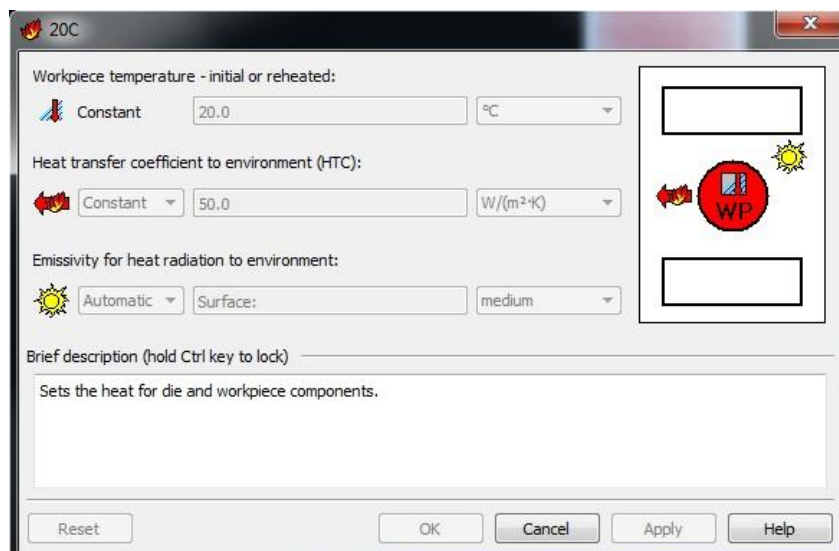 20C
Workpiece temperature - initial or reheated:
Constant 20.0 °C
Heat transfer coefficient to environment (HTC):
Constant 50.0 W/(m²·K)
WP
Emissivity for heat radiation to environment:
Automatic Surface: medium
Brief description (hold Ctrl key to lock)
Sets the heat for die and workpiece components.
Reset OK Cancel Apply Help